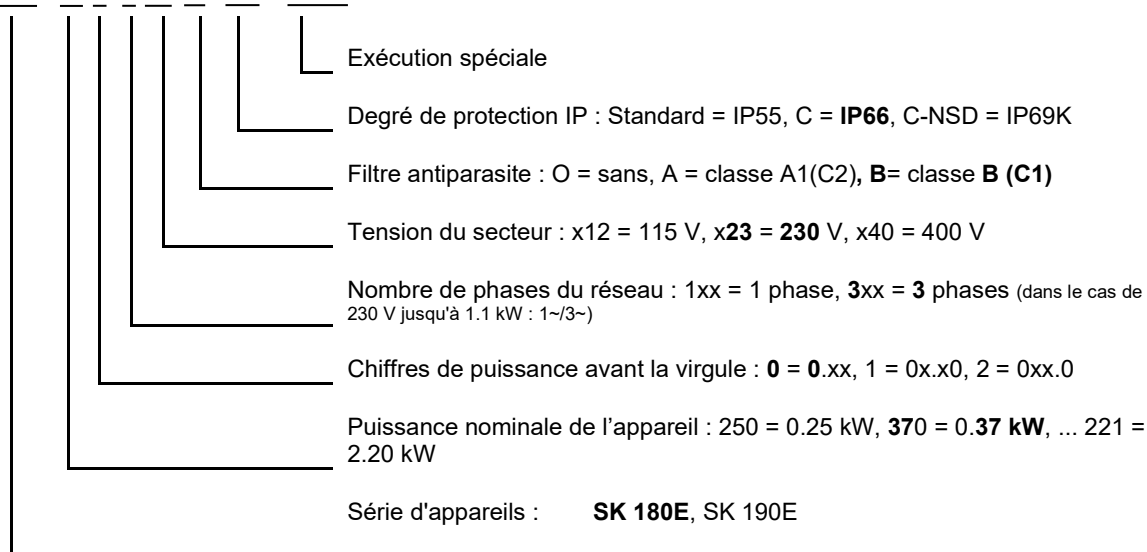 Exécution spéciale
Degré de protection IP : Standard = IP55, C = IP66, C-NSD = IP69K
Filtre antiparasite : O = sans, A = classe A1(C2), B= classe B (C1)
Tension du secteur : x12 = 115 V, x23 = 230 V, x40 = 400 V
Nombre de phases du réseau : 1xx = 1 phase, 3xx = 3 phases (dans le cas de
230 V jusqu'à 1.1 kW : 1~/3~)
Chiffres de puissance avant la virgule : 0 = 0.xx, 1 = 0x.x0, 2 = 0xx.0
Puissance nominale de l’appareil : 250 = 0.25 kW, 370 = 0.37 kW, ... 221 =
2.20 kW
Série d'appareils : SK 180E, SK 190E